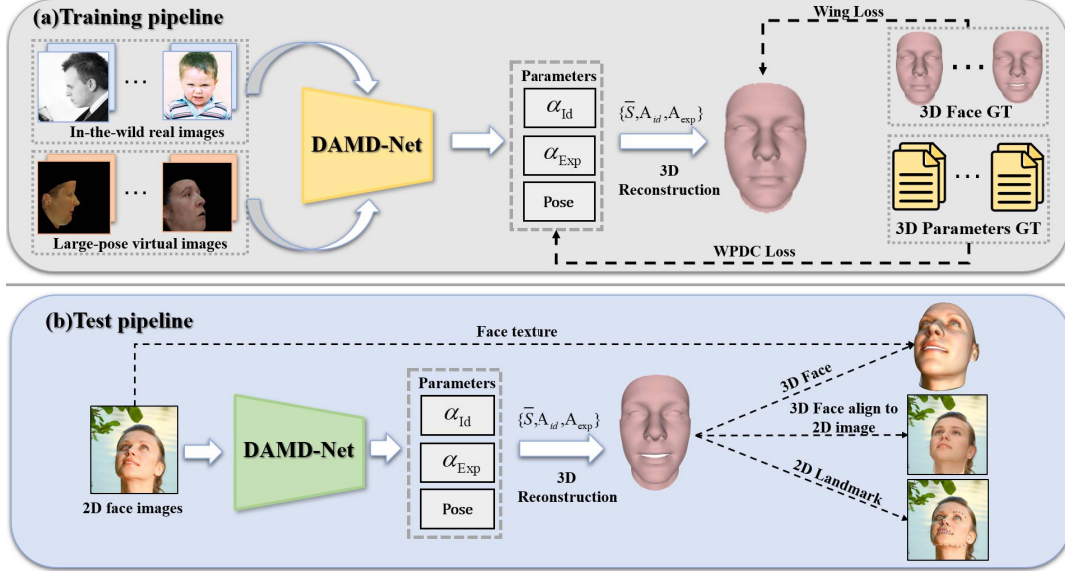 (a)Training pipeline
Wing Loss
In-the-wild real images
Large-pose virtual images
DAMD-Net
Parameters
α_Id
α_Exp
Pose
{S̅,A_id,A_exp}
3D
Reconstruction
3D Face GT
3D Parameters GT
WPDC Loss
(b)Test pipeline
Face texture
2D face images
DAMD-Net
Parameters
α_Id
α_Exp
Pose
{S̅,A_id,A_exp}
3D
Reconstruction
3D Face
3D Face align to
2D image
2D Landmark